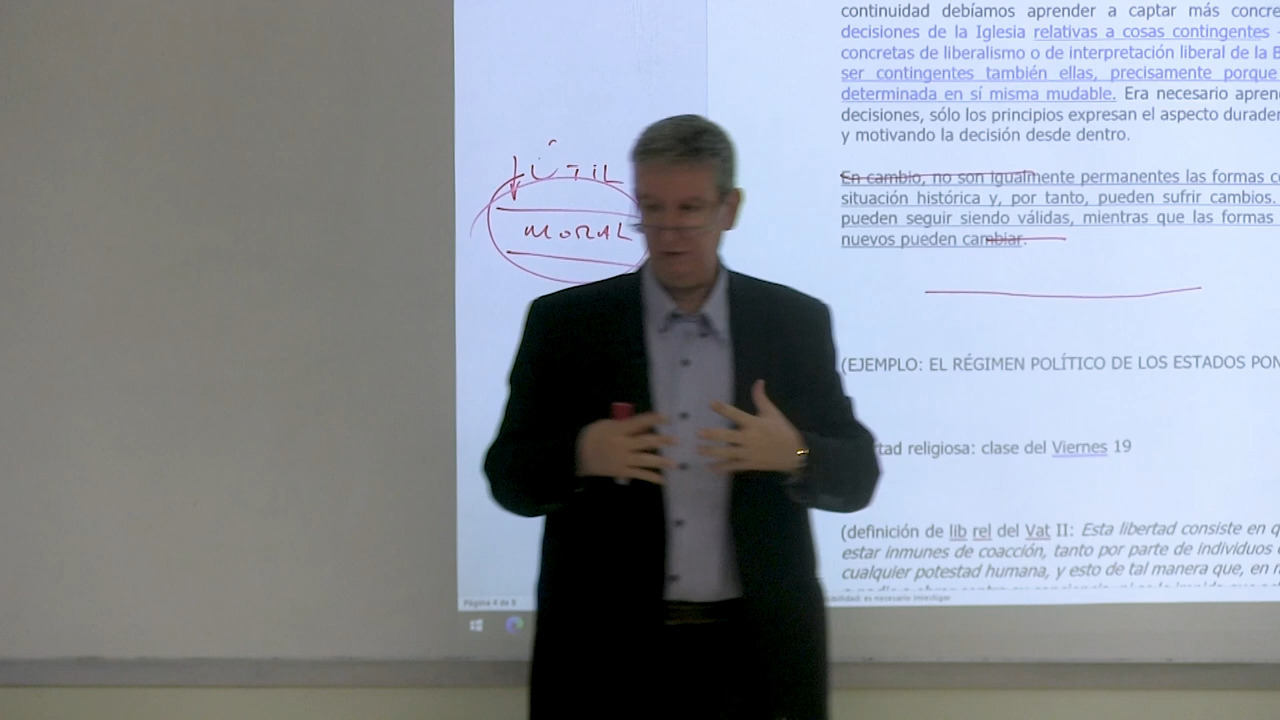 ÚTIL
MORAL
continuidad debíamos aprender a captar más
decisiones de la Iglesia relativas a cosas contingentes
concretas de liberalismo o de interpretación liberal de la
ser contingentes también ellas, precisamente porque
determinada en sí misma mudable. Era necesario
decisiones, sólo los principios expresan el aspecto
y motivando la decisión desde dentro.
En cambio, no son igualmente permanentes las formas
situación histórica y, por tanto, pueden sufrir cambios.
pueden seguir siendo válidas, mientras que las formas
nuevos pueden cambiar.
(EJEMPLO: EL RÉGIMEN POLÍTICO DE LOS ESTADOS
religiosa: clase del Viernes 19
(definición de lib rel del Vat II: Esta libertad consiste en
estar inmunes de coacción, tanto por parte de individuos
cualquier potestad humana, y esto de tal manera que, en
Página 4 de 5